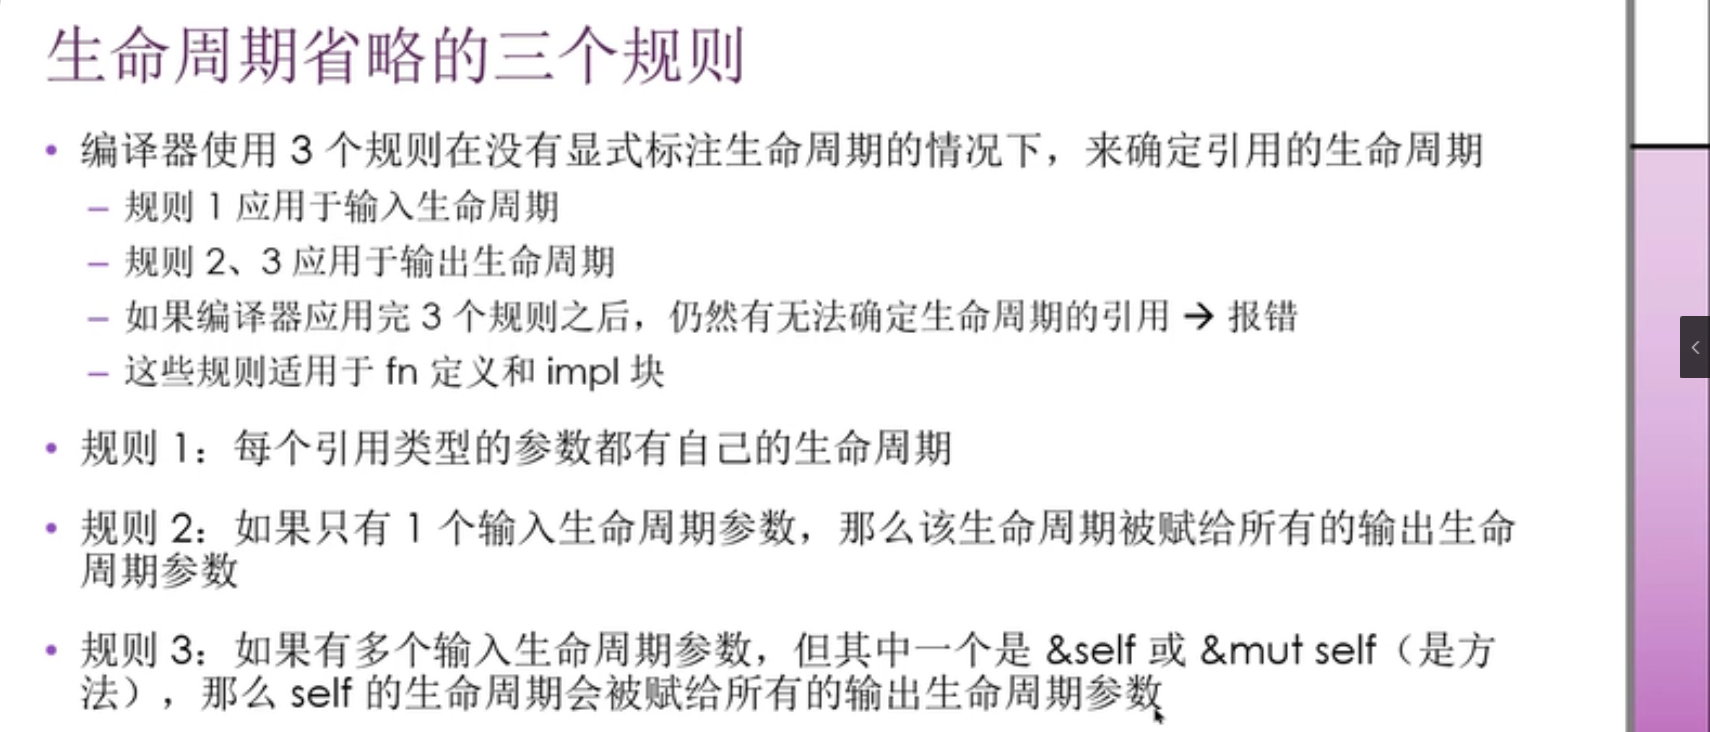 生命周期省略的三个规则
• 编译器使用 3 个规则在没有显式标注生命周期的情况下，来确定引用的生命周期
– 规则 1 应用于输入生命周期
– 规则 2、3 应用于输出生命周期
– 如果编译器应用完 3 个规则之后，仍然有无法确定生命周期的引用 → 报错
– 这些规则适用于 fn 定义和 impl 块
• 规则 1：每个引用类型的参数都有自己的生命周期
• 规则 2：如果只有 1 个输入生命周期参数，那么该生命周期被赋给所有的输出生命
周期参数
• 规则 3：如果有多个输入生命周期参数，但其中一个是 &self 或 &mut self（是方
法），那么 self 的生命周期会被赋给所有的输出生命周期参数